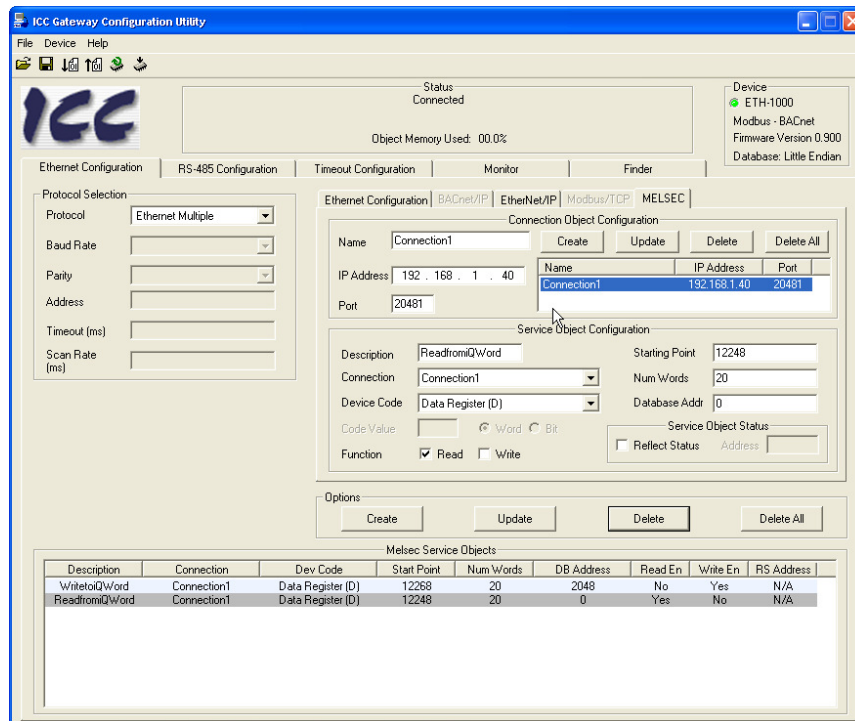 ICC Gateway Configuration Utility
File Device Help
ICC
Status
Connected
Object Memory Used: 00.0%
Device
ETH-1000
Modbus - BACnet
Firmware Version 0.900
Database: Little Endian
Ethernet Configuration RS-485 Configuration Timeout Configuration Monitor Finder
Protocol Selection
Protocol Ethernet Multiple
Baud Rate
Parity
Address
Timeout (ms)
Scan Rate
(ms)
Ethernet Configuration BACnet/IP EtherNet/IP Modbus/TCP MELSEC
Connection Object Configuration
Name Connection1 Create Update Delete Delete All
IP Address 192 . 168 . 1 . 40
Port 20481
Name IP Address Port
Connection1 192.168.1.40 20481
Service Object Configuration
Description ReadfromiQWord Starting Point 12248
Connection Connection1 Num Words 20
Device Code Data Register (D) Database Addr 0
Code Value Word Bit
Function Read Write
Service Object Status
Reflect Status Address
Options
Create Update Delete Delete All
Melsec Service Objects
Description Connection Dev Code Start Point Num Words DB Address Read En Write En RS Address
WritetoiQWord Connection1 Data Register (D) 12268 20 2048 No Yes N/A
ReadfromiQWord Connection1 Data Register (D) 12248 20 0 Yes No N/A